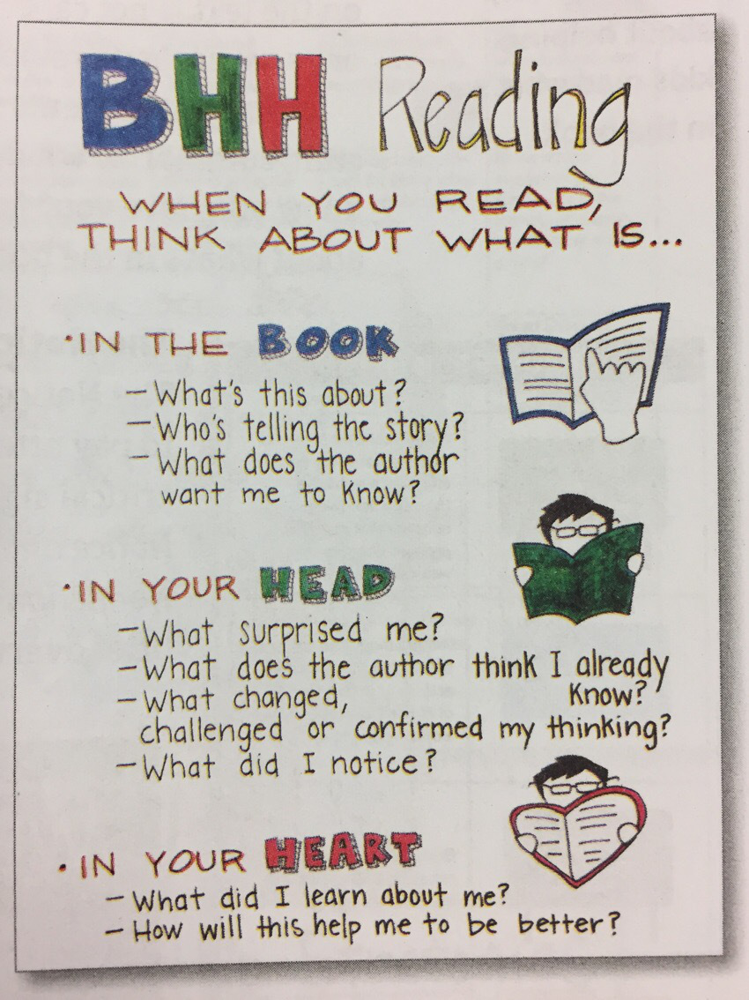 BHH Reading
WHEN YOU READ,
THINK ABOUT WHAT IS...
·IN THE BOOK
-What's this about?
-Who's telling the story?
-What does the author
want me to know?
·IN YOUR HEAD
-What surprised me?
-What does the author think I already
know?
-What changed,
challenged or confirmed my thinking?
-What did I notice?
·IN YOUR HEART
-What did I learn about me?
-How will this help me to be better?